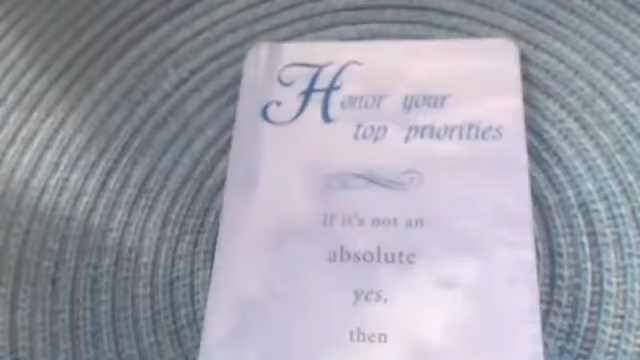 Honor your
top priorities
If it's not an
absolute
yes,
then